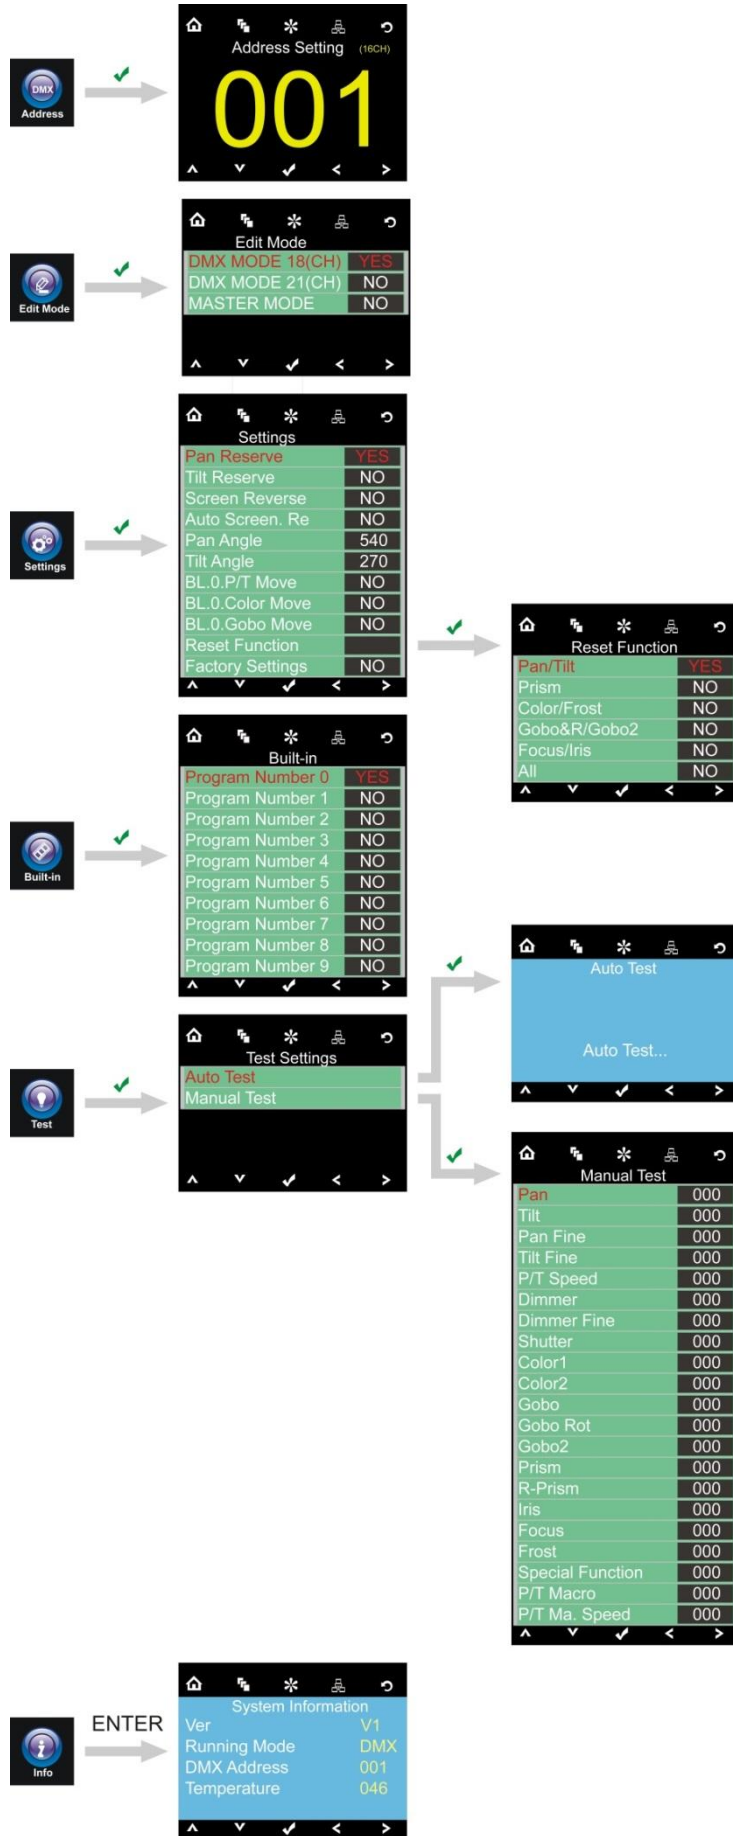 DMX
Address
Address Setting (16CH)
001
Edit Mode
Edit Mode
DMX MODE 18(CH) YES
DMX MODE 21(CH) NO
MASTER MODE NO
Settings
Settings
Pan Reserve YES
Tilt Reserve NO
Screen Reverse NO
Auto Screen. Re NO
Pan Angle 540
Tilt Angle 270
BL.0.P/T Move NO
BL.0.Color Move NO
BL.0.Gobo Move NO
Reset Function
Factory Settings NO
Reset Function
Pan/Tilt YES
Prism NO
Color/Frost NO
Gobo&R/Gobo2 NO
Focus/Iris NO
All NO
Built-in
Built-in
Program Number 0 YES
Program Number 1 NO
Program Number 2 NO
Program Number 3 NO
Program Number 4 NO
Program Number 5 NO
Program Number 6 NO
Program Number 7 NO
Program Number 8 NO
Program Number 9 NO
Test
Test Settings
Auto Test
Manual Test
Auto Test
Auto Test...
Manual Test
Pan 000
Tilt 000
Pan Fine 000
Tilt Fine 000
P/T Speed 000
Dimmer 000
Dimmer Fine 000
Shutter 000
Color1 000
Color2 000
Gobo 000
Gobo Rot 000
Gobo2 000
Prism 000
R-Prism 000
Iris 000
Focus 000
Frost 000
Special Function 000
P/T Macro 000
P/T Ma. Speed 000
Info
ENTER
System Information
Ver V1
Running Mode DMX
DMX Address 001
Temperature 046